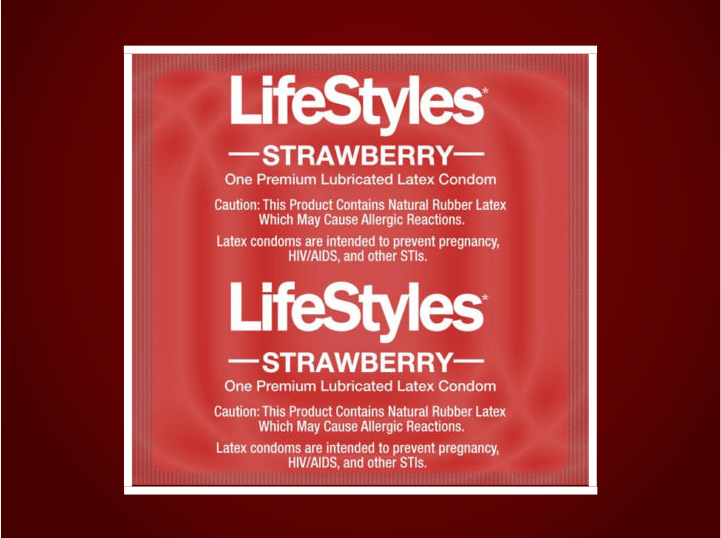 LifeStyles*
—STRAWBERRY—
One Premium Lubricated Latex Condom
Caution: This Product Contains Natural Rubber Latex
Which May Cause Allergic Reactions.
Latex condoms are intended to prevent pregnancy,
HIV/AIDS, and other STIs.
LifeStyles*
—STRAWBERRY—
One Premium Lubricated Latex Condom
Caution: This Product Contains Natural Rubber Latex
Which May Cause Allergic Reactions.
Latex condoms are intended to prevent pregnancy,
HIV/AIDS, and other STIs.